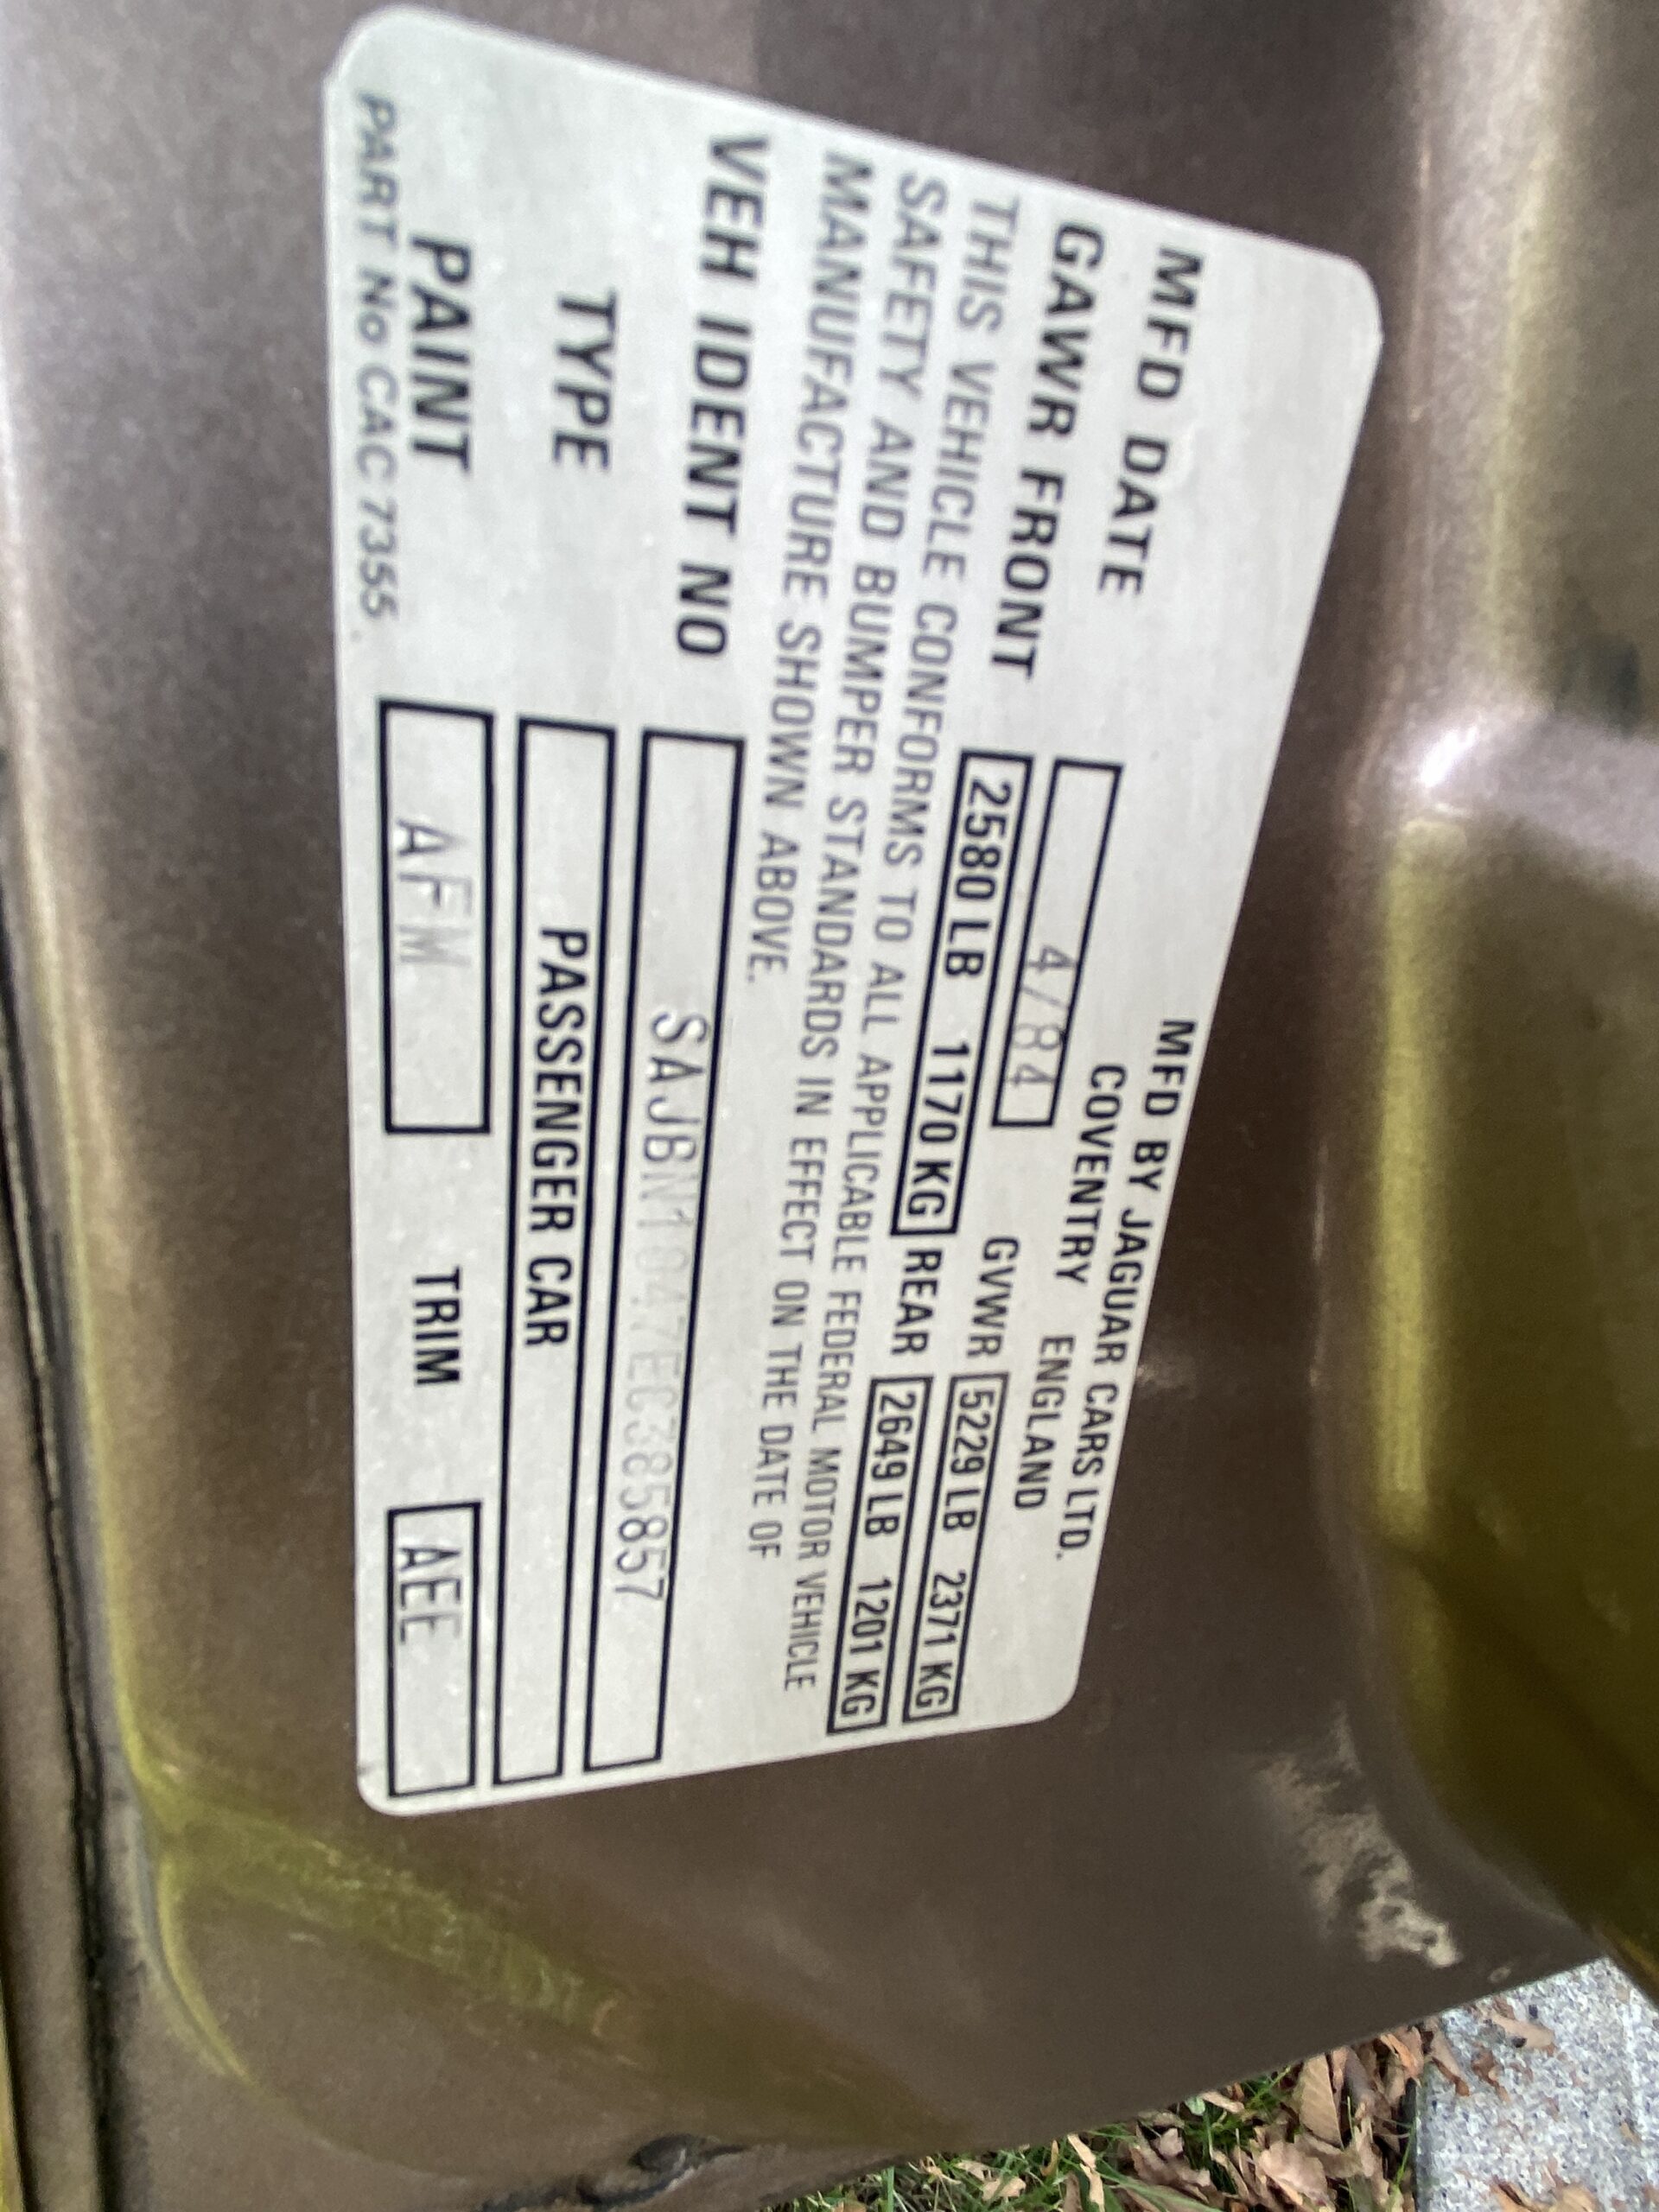 MFD BY JAGUAR CARS LTD.
COVENTRY ENGLAND
MFD DATE 4/84 GVWR 5229 LB 2371 KG
GAWR FRONT 2580 LB 1170 KG REAR 2649 LB 1201 KG
THIS VEHICLE CONFORMS TO ALL APPLICABLE FEDERAL MOTOR VEHICLE
SAFETY AND BUMPER STANDARDS IN EFFECT ON THE DATE OF
MANUFACTURE SHOWN ABOVE.
VEH IDENT NO SAJBN1047EC385857
TYPE PASSENGER CAR
PAINT AFM TRIM AEE
PART No CAC 7355